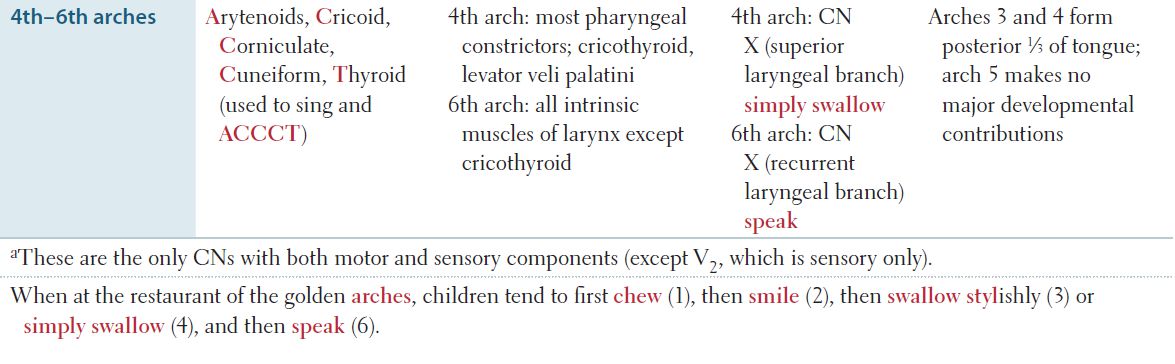 4th–6th arches
Arytenoids, Cricoid,
Corniculate,
Cuneiform, Thyroid
(used to sing and
ACCCT)
4th arch: most pharyngeal
constrictors; cricothyroid,
levator veli palatini
6th arch: all intrinsic
muscles of larynx except
cricothyroid
4th arch: CN
X (superior
laryngeal branch)
simply swallow
6th arch: CN
X (recurrent
laryngeal branch)
speak
Arches 3 and 4 form
posterior ⅓ of tongue;
arch 5 makes no
major developmental
contributions
ᵃThese are the only CNs with both motor and sensory components (except V₂, which is sensory only).
When at the restaurant of the golden arches, children tend to first chew (1), then smile (2), then swallow stylishly (3) or
simply swallow (4), and then speak (6).